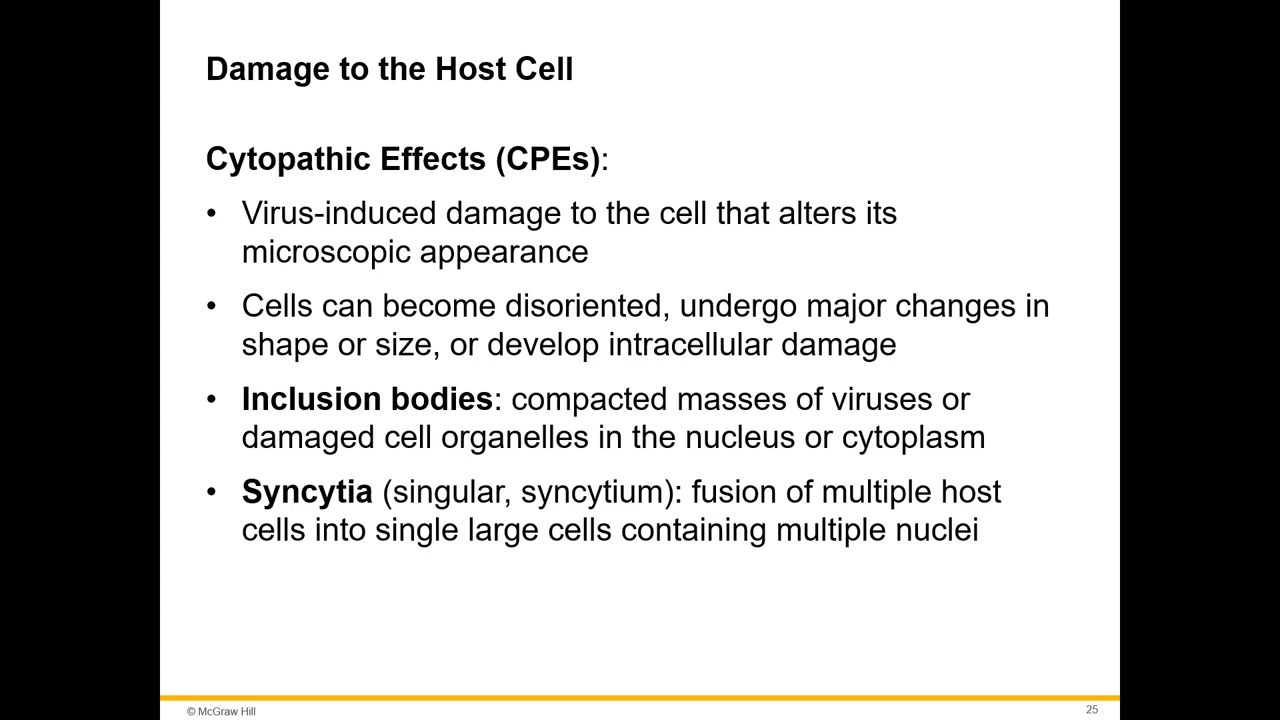 Damage to the Host Cell
Cytopathic Effects (CPEs):
• Virus-induced damage to the cell that alters its
microscopic appearance
• Cells can become disoriented, undergo major changes in
shape or size, or develop intracellular damage
• Inclusion bodies: compacted masses of viruses or
damaged cell organelles in the nucleus or cytoplasm
• Syncytia (singular, syncytium): fusion of multiple host
cells into single large cells containing multiple nuclei
© McGraw Hill
25